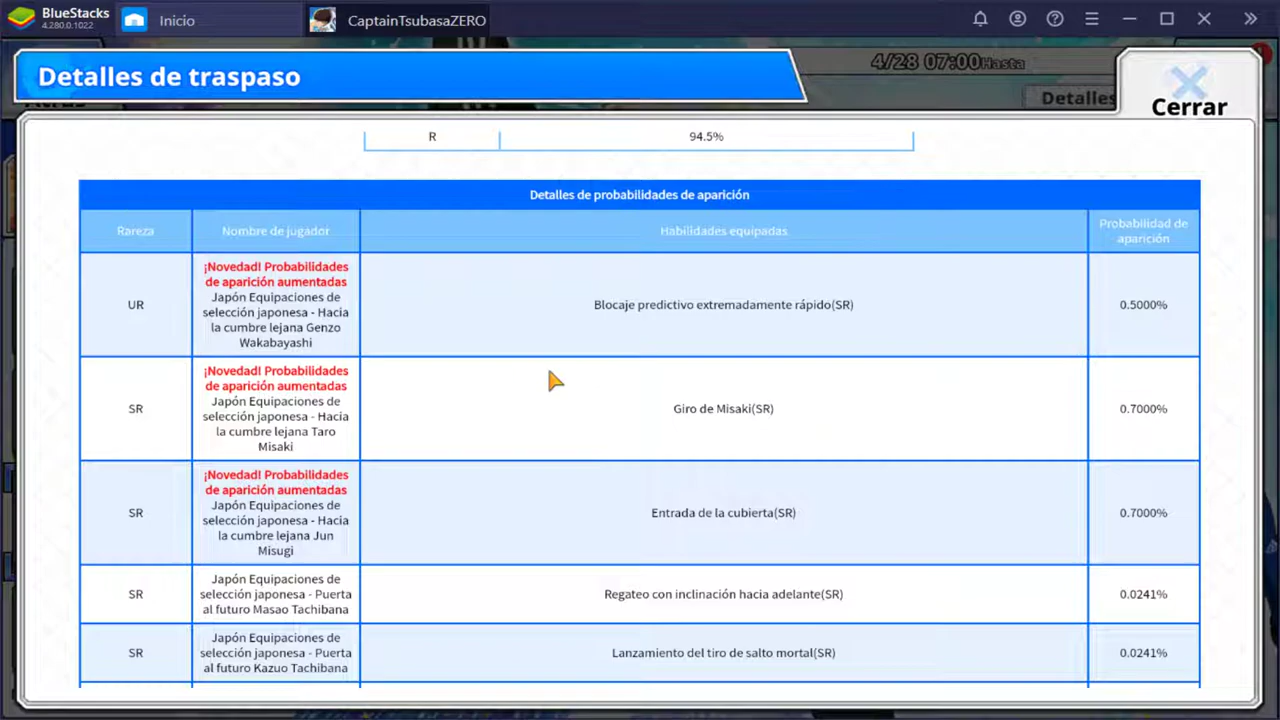 BlueStacks
4.280.0.1022
Inicio
CaptainTsubasaZERO
4/28 07:00Hasta
Detalles de traspaso
Detalles
Cerrar
Atrás
R
94.5%
Detalles de probabilidades de aparición
Rareza
Nombre de jugador
Habilidades equipadas
Probabilidad de
aparición
UR
¡Novedad! Probabilidades
de aparición aumentadas
Japón Equipaciones de
selección japonesa - Hacia
la cumbre lejana Genzo
Wakabayashi
Blocaje predictivo extremadamente rápido(SR)
0.5000%
SR
¡Novedad! Probabilidades
de aparición aumentadas
Japón Equipaciones de
selección japonesa - Hacia
la cumbre lejana Taro
Misaki
Giro de Misaki(SR)
0.7000%
SR
¡Novedad! Probabilidades
de aparición aumentadas
Japón Equipaciones de
selección japonesa - Hacia
la cumbre lejana Jun
Misugi
Entrada de la cubierta(SR)
0.7000%
SR
Japón Equipaciones de
selección japonesa - Puerta
al futuro Masao Tachibana
Regateo con inclinación hacia adelante(SR)
0.0241%
SR
Japón Equipaciones de
selección japonesa - Puerta
al futuro Kazuo Tachibana
Lanzamiento del tiro de salto mortal(SR)
0.0241%